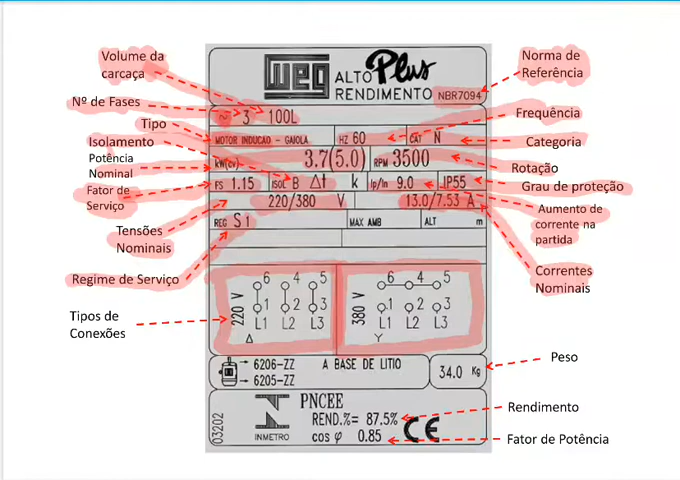 Volume da
carcaça
Nº de Fases
Tipo
Isolamento
Potência
Nominal
Fator de
Serviço
Tensões
Nominais
Regime de Serviço
Tipos de
Conexões
WEG ALTO Plus
RENDIMENTO NBR7094
~ 3 100L
MOTOR INDUCAO - GAIOLA HZ 60 CAT N
kW(cv) 3.7(5.0) RPM 3500
FS 1.15 ISOL B Δt k Ip/In 9.0 IP55
220/380 V 13.0/7.53 A
REG S1 MAX AMB ALT m
220 V
6 4 5
1 2 3
L1 L2 L3
Δ
380 V
6 4 5
1 2 3
L1 L2 L3
Y
6206-ZZ A BASE DE LITIO
6205-ZZ
34.0 Kg
03202
INMETRO
PNCEE
REND.%= 87.5%
cos φ 0.85
CE
Norma de
Referência
Frequência
Categoria
Rotação
Grau de proteção
Aumento de
corrente na
partida
Correntes
Nominais
Peso
Rendimento
Fator de Potência